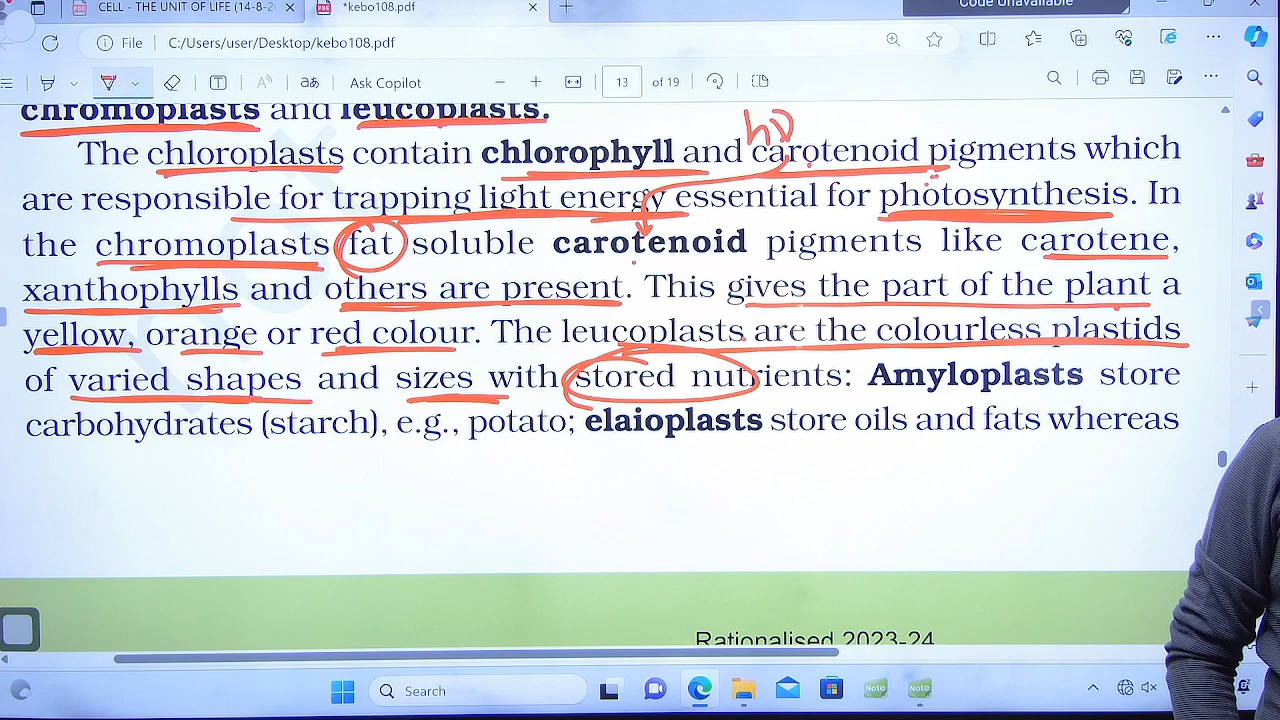 CELL - THE UNIT OF LIFE (14-8-2
*kebo108.pdf
Code Unavailable
File
C:/Users/user/Desktop/kebo108.pdf
Ask Copilot
13 of 19
chromoplasts and leucoplasts.
hν
The chloroplasts contain chlorophyll and carotenoid pigments which
are responsible for trapping light energy essential for photosynthesis. In
the chromoplasts fat soluble carotenoid pigments like carotene,
xanthophylls and others are present. This gives the part of the plant a
yellow, orange or red colour. The leucoplasts are the colourless plastids
of varied shapes and sizes with stored nutrients: Amyloplasts store
carbohydrates (starch), e.g., potato; elaioplasts store oils and fats whereas
Rationalised 2023-24
Search
Note
Note